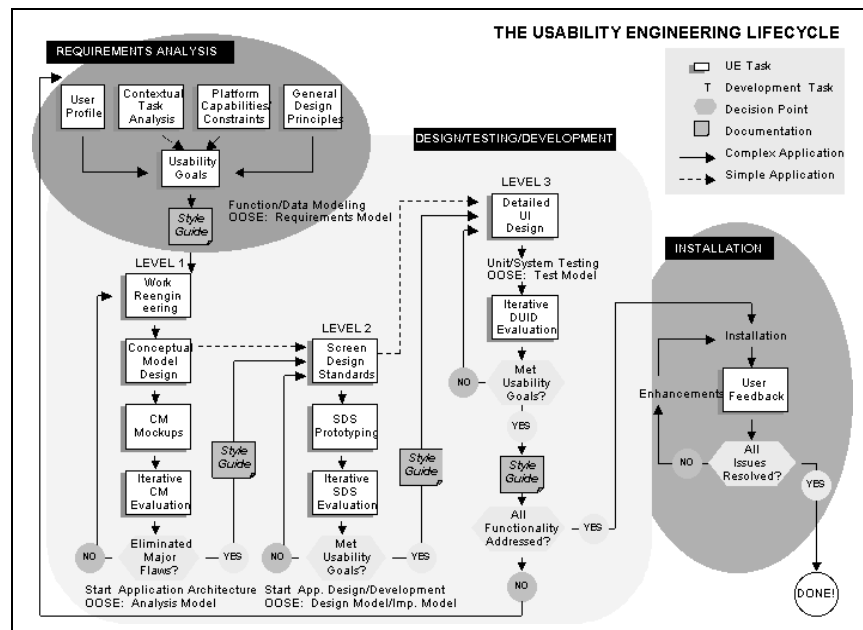 THE USABILITY ENGINEERING LIFECYCLE
REQUIREMENTS ANALYSIS
User
Profile
Contextual
Task
Analysis
Platform
Capabilities/
Constraints
General
Design
Principles
Usability
Goals
Style
Guide
Function/Data Modeling
OOSE: Requirements Model
UE Task
T Development Task
Decision Point
Documentation
Complex Application
Simple Application
DESIGN/TESTING/DEVELOPMENT
LEVEL 1
Work
Reengin
eering
Conceptual
Model
Design
CM
Mockups
Iterative
CM
Evaluation
Eliminated
Major
Flaws?
NO
YES
Style
Guide
Start Application Architecture
OOSE: Analysis Model
LEVEL 2
Screen
Design
Standards
SDS
Prototyping
Iterative
SDS
Evaluation
Met
Usability
Goals?
NO
YES
Style
Guide
Start App. Design/Development
OOSE: Design Model/Imp. Model
LEVEL 3
Detailed
UI
Design
Unit/System Testing
OOSE: Test Model
Iterative
DUID
Evaluation
Met
Usability
Goals?
NO
YES
Style
Guide
All
Functionality
Addressed?
YES
NO
INSTALLATION
Installation
Enhancements
User
Feedback
All
Issues
Resolved?
NO
YES
DONE!